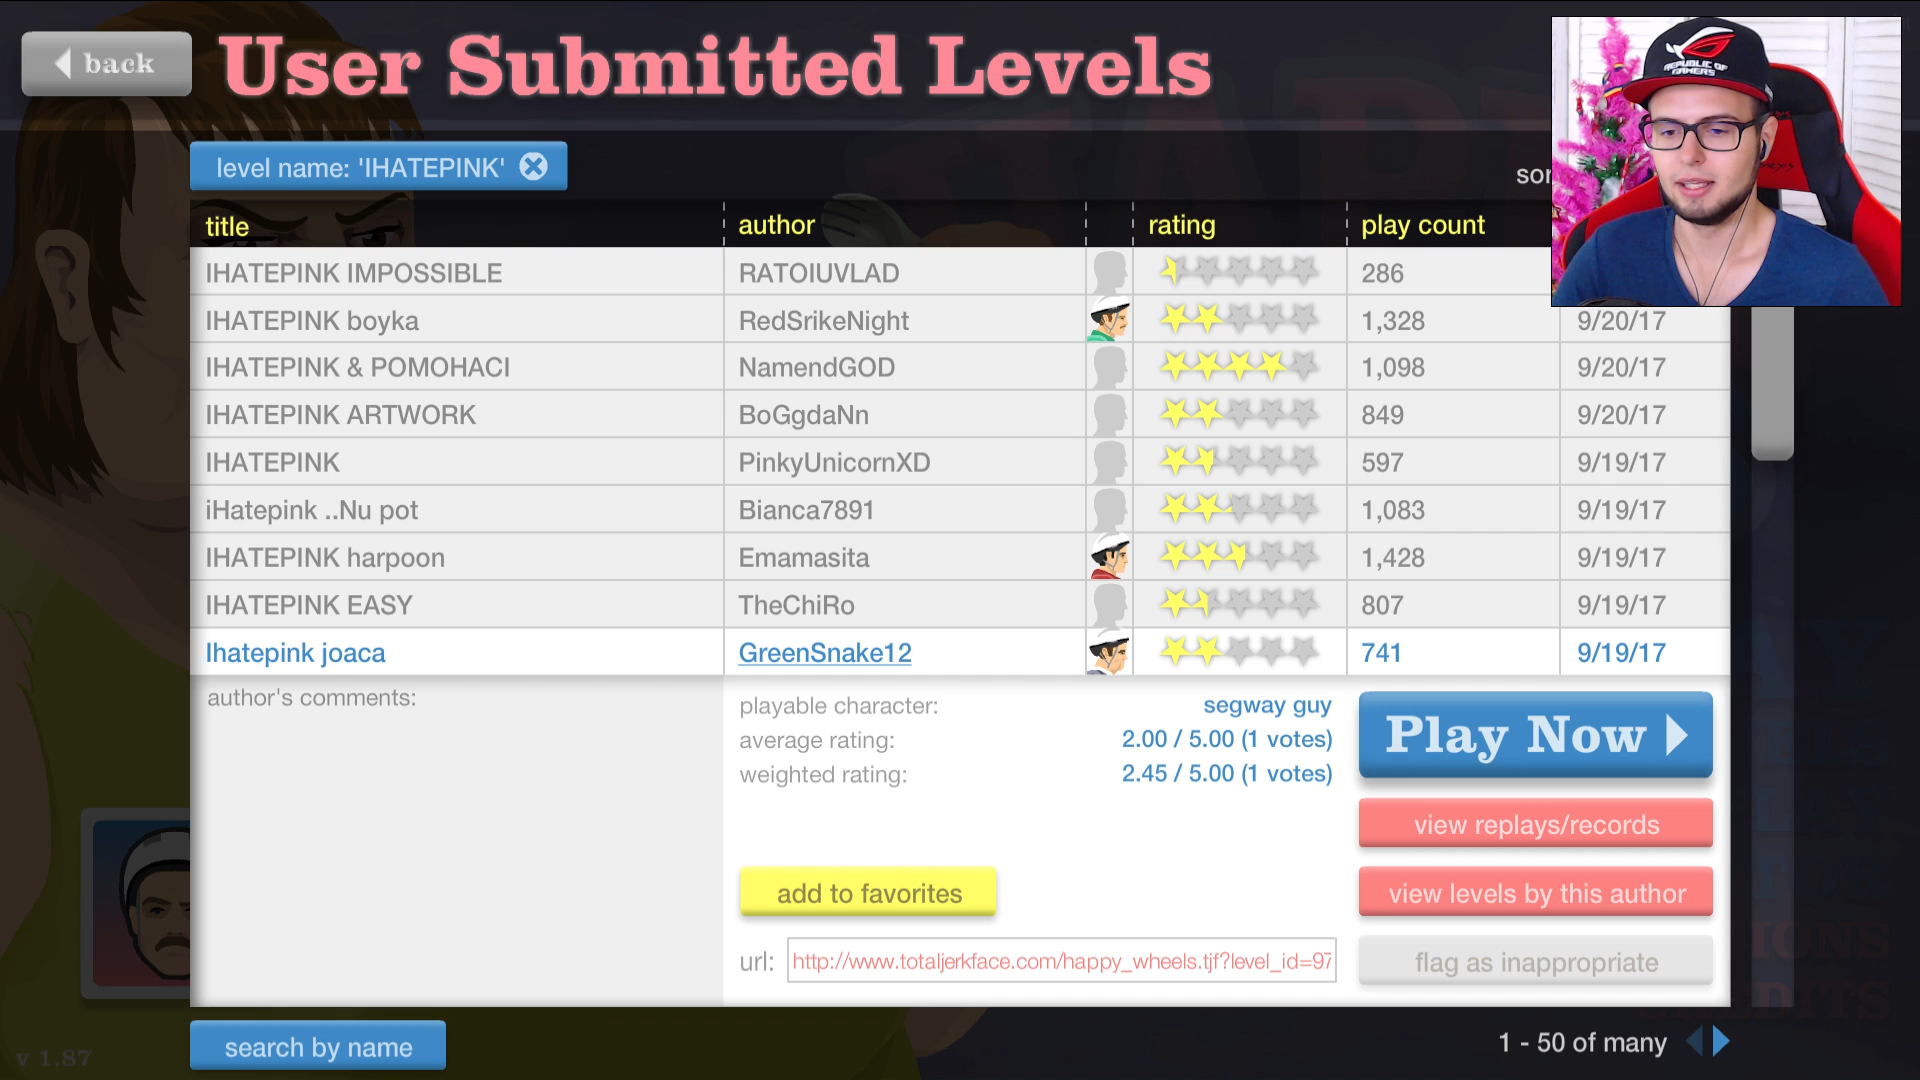 back
User Submitted Levels
REPUBLIC OF
GAMERS
level name: 'IHATEPINK'
sor
title author rating play count
IHATEPINK IMPOSSIBLE RATOIUVLAD 286
IHATEPINK boyka RedSrikeNight 1,328 9/20/17
IHATEPINK & POMOHACI NamendGOD 1,098 9/20/17
IHATEPINK ARTWORK BoGgdaNn 849 9/20/17
IHATEPINK PinkyUnicornXD 597 9/19/17
iHatepink ..Nu pot Bianca7891 1,083 9/19/17
IHATEPINK harpoon Emamasita 1,428 9/19/17
IHATEPINK EASY TheChiRo 807 9/19/17
Ihatepink joaca GreenSnake12 741 9/19/17
author's comments:
playable character: segway guy
average rating: 2.00 / 5.00 (1 votes)
weighted rating: 2.45 / 5.00 (1 votes)
Play Now
view replays/records
add to favorites
view levels by this author
url: http://www.totaljerkface.com/happy_wheels.tjf?level_id=97
flag as inappropriate
search by name
1 - 50 of many
v 1.87